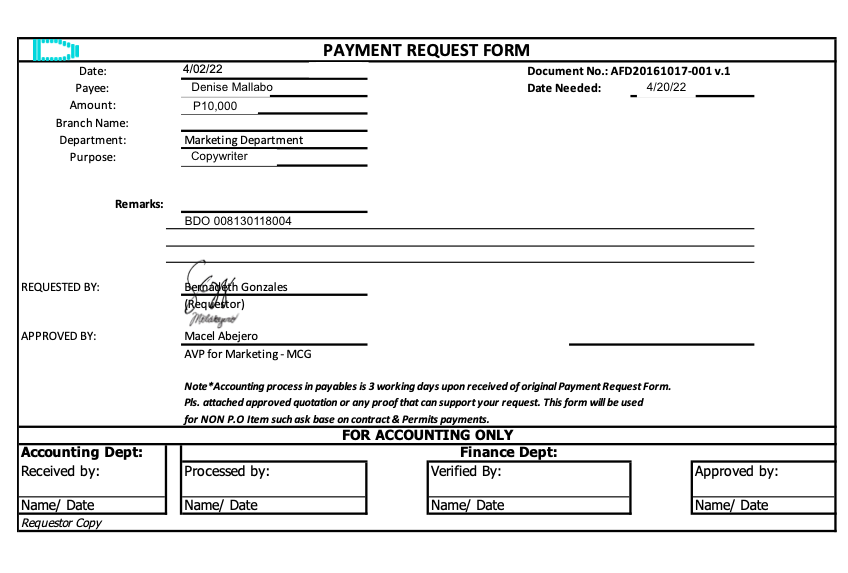 PAYMENT REQUEST FORM
Date: 4/02/22 Document No.: AFD20161017-001 v.1
Payee: Denise Mallabo Date Needed: 4/20/22
Amount: P10,000
Branch Name:
Department: Marketing Department
Purpose: Copywriter
Remarks:
BDO 008130118004
REQUESTED BY: Bernadeth Gonzales
(Requestor)
APPROVED BY: Macel Abejero
AVP for Marketing - MCG
Note*Accounting process in payables is 3 working days upon received of original Payment Request Form.
Pls. attached approved quotation or any proof that can support your request. This form will be used
for NON P.O Item such ask base on contract & Permits payments.
FOR ACCOUNTING ONLY
Accounting Dept: Finance Dept:
Received by: Processed by: Verified By: Approved by:
Name/ Date Name/ Date Name/ Date Name/ Date
Requestor Copy